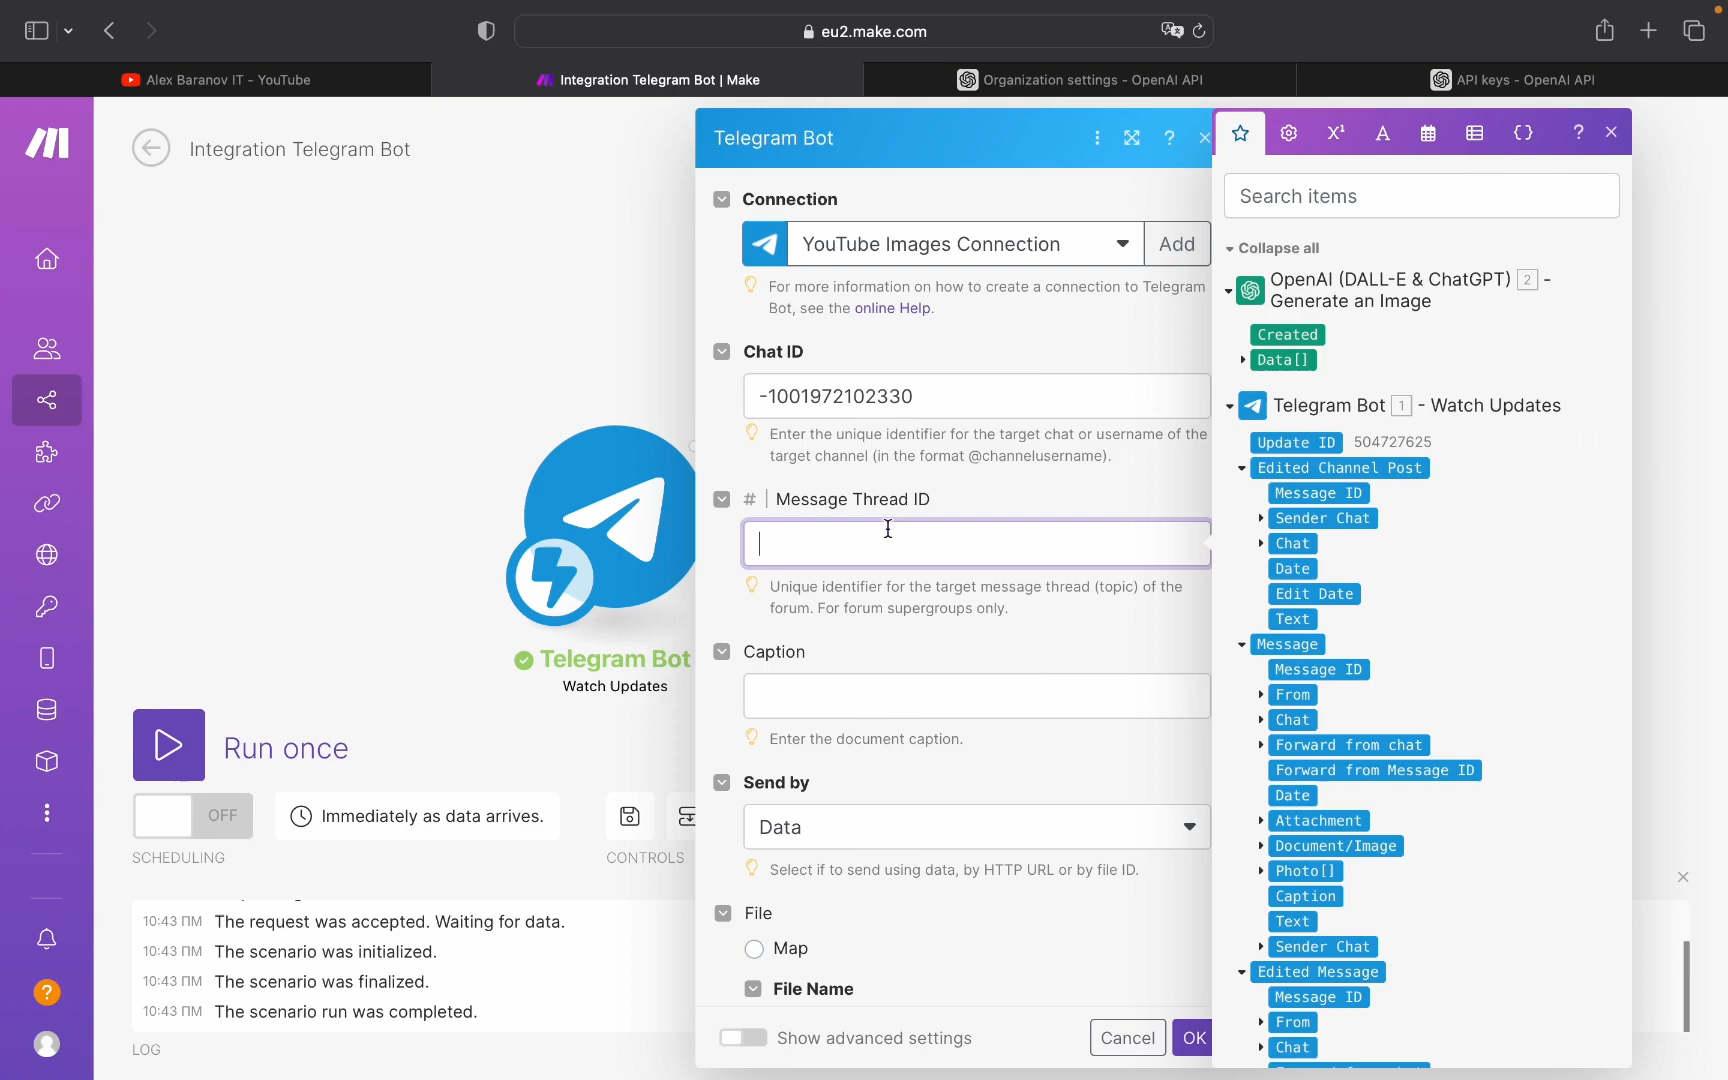 eu2.make.com
Alex Baranov IT - YouTube
Integration Telegram Bot | Make
Organization settings - OpenAI API
API keys - OpenAI API
Integration Telegram Bot
Telegram Bot
Watch Updates
Run once
OFF
Immediately as data arrives.
SCHEDULING
CONTROLS
10:43 ПМ The request was accepted. Waiting for data.
10:43 ПМ The scenario was initialized.
10:43 ПМ The scenario was finalized.
10:43 ПМ The scenario run was completed.
LOG
Telegram Bot
?
Connection
YouTube Images Connection
Add
For more information on how to create a connection to Telegram
Bot, see the online Help.
Chat ID
-1001972102330
Enter the unique identifier for the target chat or username of the
target channel (in the format @channelusername).
# | Message Thread ID
Unique identifier for the target message thread (topic) of the
forum. For forum supergroups only.
Caption
Enter the document caption.
Send by
Data
Select if to send using data, by HTTP URL or by file ID.
File
Map
File Name
Show advanced settings
Cancel
OK
X¹
A
?
Search items
Collapse all
OpenAI (DALL-E & ChatGPT) 2 -
Generate an Image
Created
Data[]
Telegram Bot 1 - Watch Updates
Update ID 504727625
Edited Channel Post
Message ID
Sender Chat
Chat
Date
Edit Date
Text
Message
Message ID
From
Chat
Forward from chat
Forward from Message ID
Date
Attachment
Document/Image
Photo[]
Caption
Text
Sender Chat
Edited Message
Message ID
From
Chat